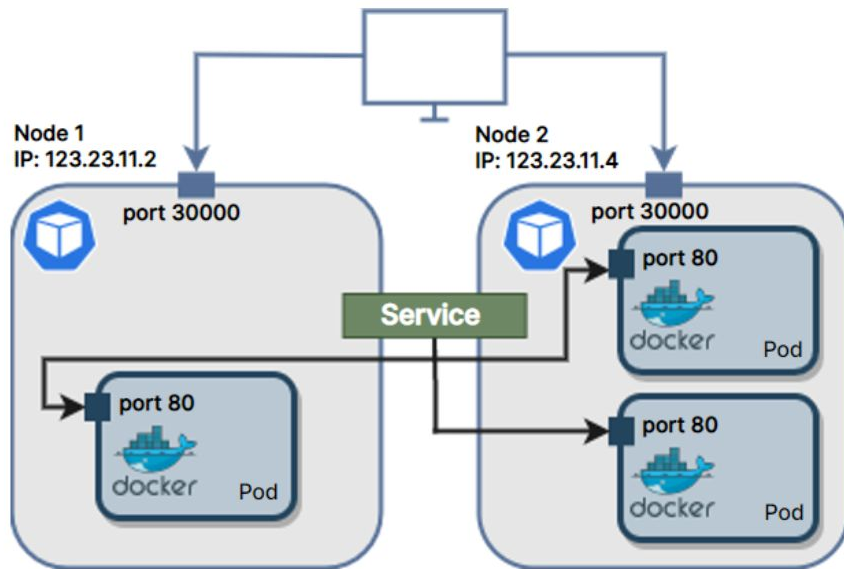 Node 1
IP: 123.23.11.2
port 30000
Node 2
IP: 123.23.11.4
port 30000
Service
port 80
docker
Pod
port 80
docker
Pod
port 80
docker
Pod